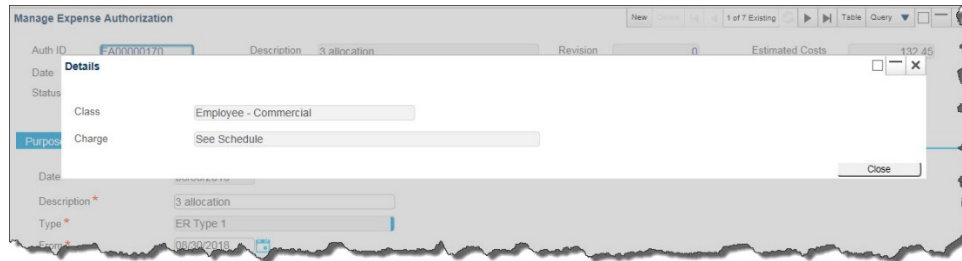 Manage Expense Authorization New Delete 1 of 7 Existing Table Query
Auth ID EA00000170 Description 3 allocation Revision 0 Estimated Costs 132.45
Date
Details
Status
Class Employee - Commercial
Charge See Schedule
Purpos
Close
Date
Description * 3 allocation
Type * ER Type 1
From * 08/30/2018